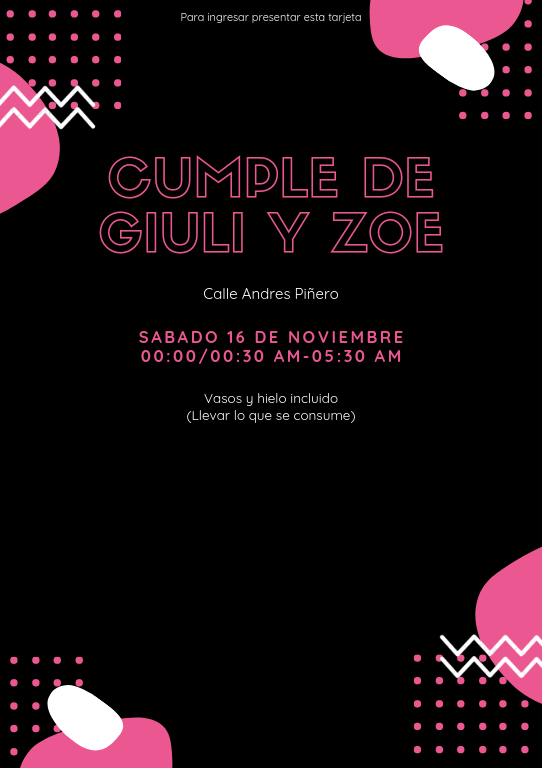 Para ingresar presentar esta tarjeta
CUMPLE DE
GIULI Y ZOE
Calle Andres Piñero
SABADO 16 DE NOVIEMBRE
00:00/00:30 AM-05:30 AM
Vasos y hielo incluido
(Llevar lo que se consume)